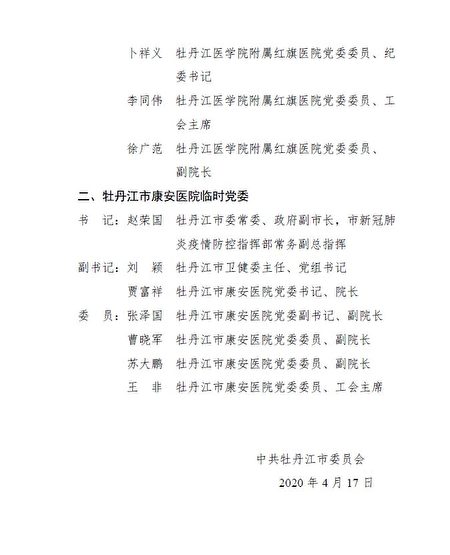 卜祥义 牡丹江医学院附属红旗医院党委委员、纪
委书记
李同伟 牡丹江医学院附属红旗医院党委委员、工
会主席
徐广范 牡丹江医学院附属红旗医院党委委员、
副院长
二、牡丹江市康安医院临时党委
书 记：赵荣国 牡丹江市委常委、政府副市长，市新冠肺
炎疫情防控指挥部常务副总指挥
副书记：刘 颖 牡丹江市卫健委主任、党组书记
贾富祥 牡丹江市康安医院党委书记、院长
委 员：张泽国 牡丹江市康安医院党委副书记、副院长
曹晓军 牡丹江市康安医院党委委员、副院长
苏大鹏 牡丹江市康安医院党委委员、副院长
王 非 牡丹江市康安医院党委委员、工会主席
中共牡丹江市委员会
2020 年 4 月 17 日